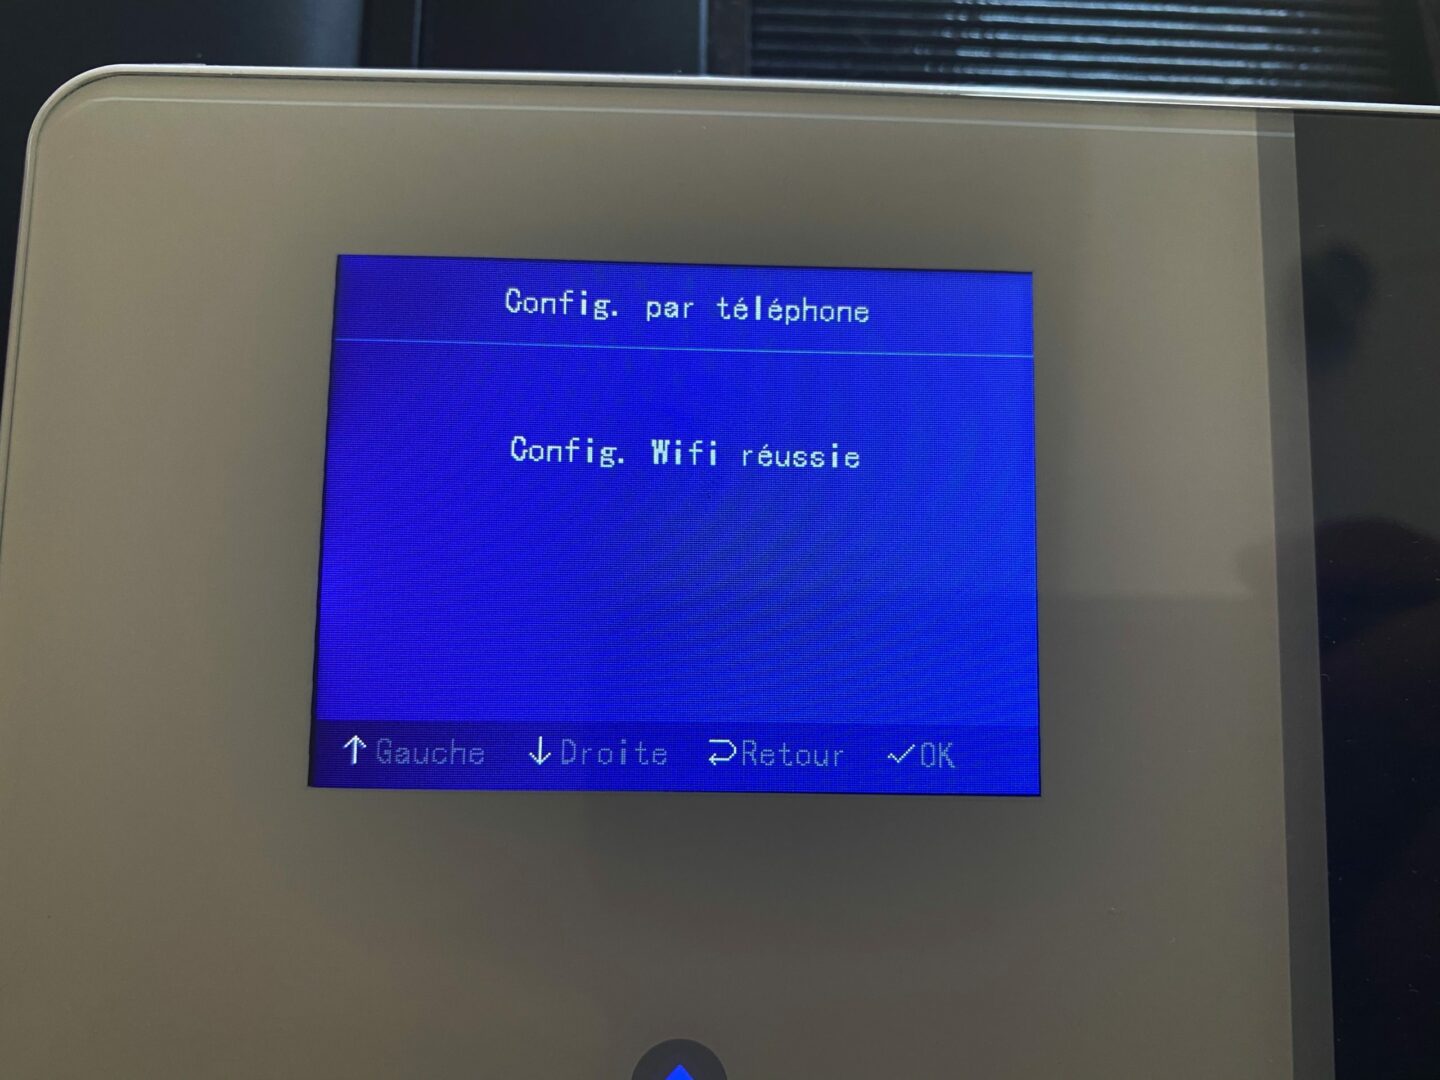 Config. par téléphone
Config. Wifi réussie
↑Gauche ↓Droite ⮌Retour ✓OK